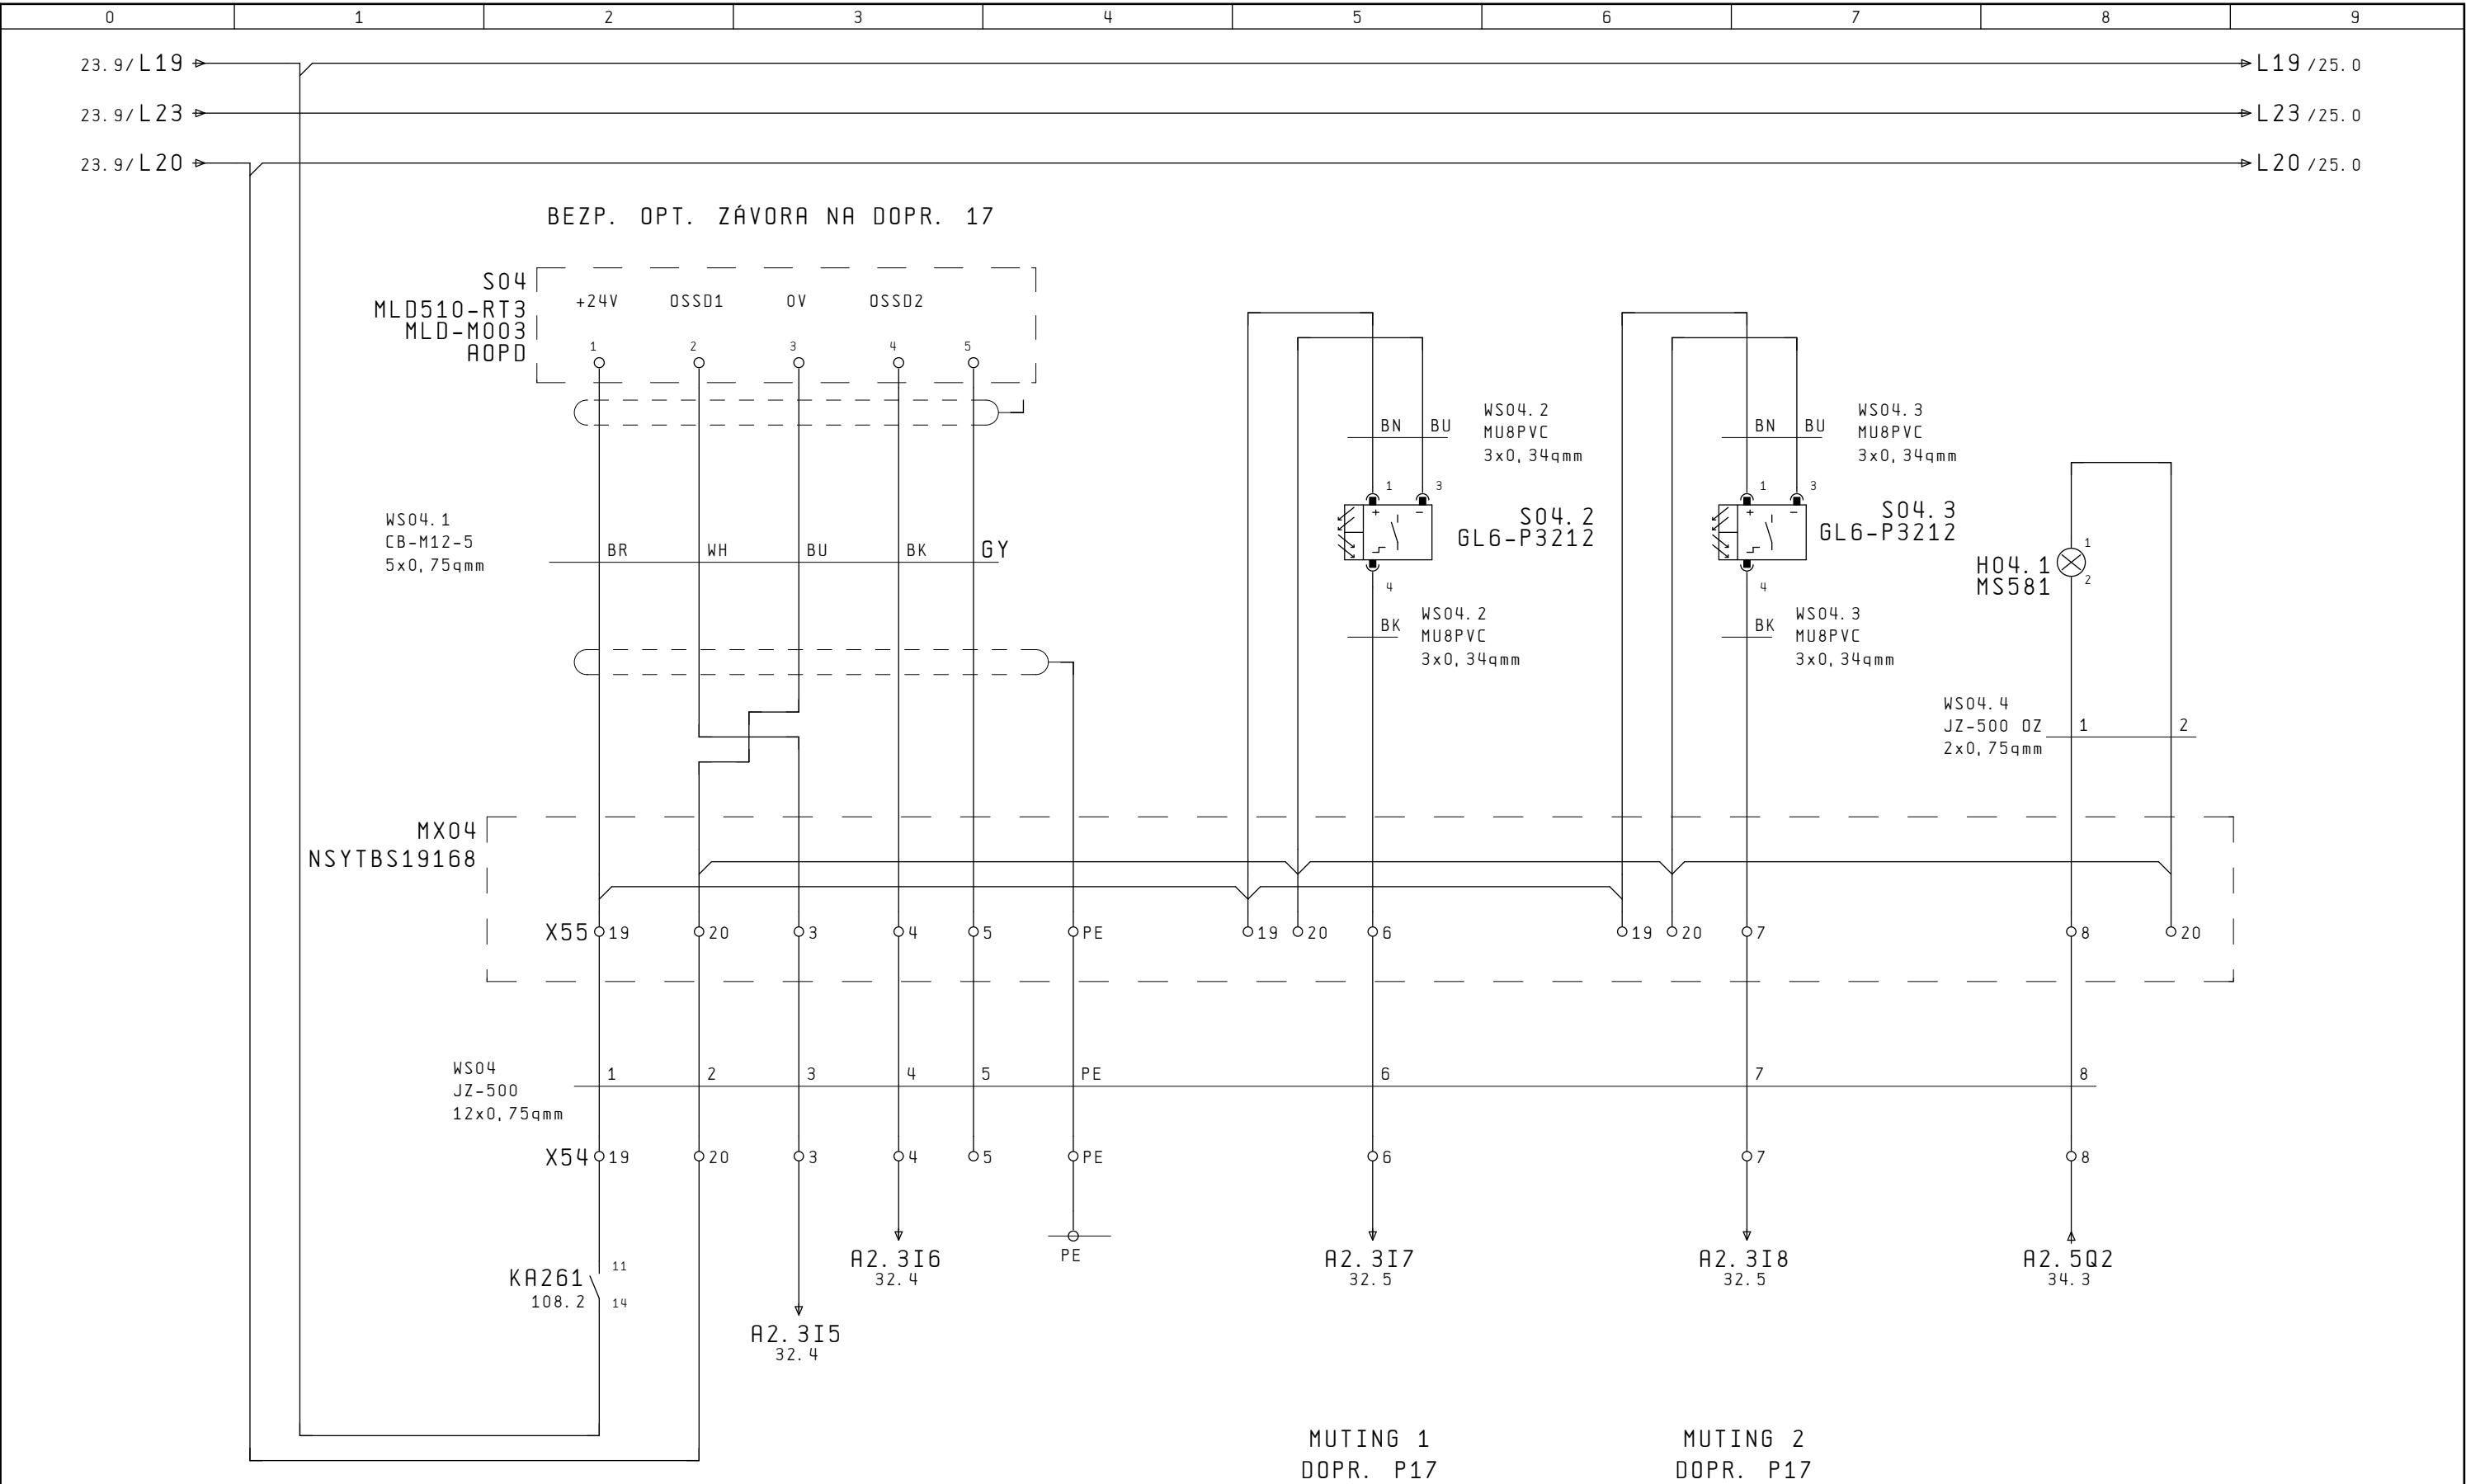 0 1 2 3 4 5 6 7 8 9
23.9/L19 L19/25.0
23.9/L23 L23/25.0
23.9/L20 L20/25.0
BEZP. OPT. ZÁVORA NA DOPR. 17
S04
MLD510-RT3
MLD-M003
AOPD
+24V OSSD1 0V OSSD2
1 2 3 4 5
WS04.1
CB-M12-5
5x0,75qmm
BR WH BU BK GY
BN BU
WS04.2
MU8PVC
3x0,34qmm
1 3
+ -
S04.2
GL6-P3212
4
BK
WS04.2
MU8PVC
3x0,34qmm
BN BU
WS04.3
MU8PVC
3x0,34qmm
1 3
+ -
S04.3
GL6-P3212
4
BK
WS04.3
MU8PVC
3x0,34qmm
H04.1
MS581
1
2
WS04.4
JZ-500 OZ
2x0,75qmm
1 2
MX04
NSYTBS19168
X55 19 20 3 4 5 PE 19 20 6 19 20 7 8 20
WS04
JZ-500
12x0,75qmm
1 2 3 4 5 PE 6 7 8
X54 19 20 3 4 5 PE 6 7 8
KA261
108.2
11
14
A2.3I5
32.4
A2.3I6
32.4
PE
A2.3I7
32.5
A2.3I8
32.5
A2.5Q2
34.3
MUTING 1
DOPR. P17
MUTING 2
DOPR. P17